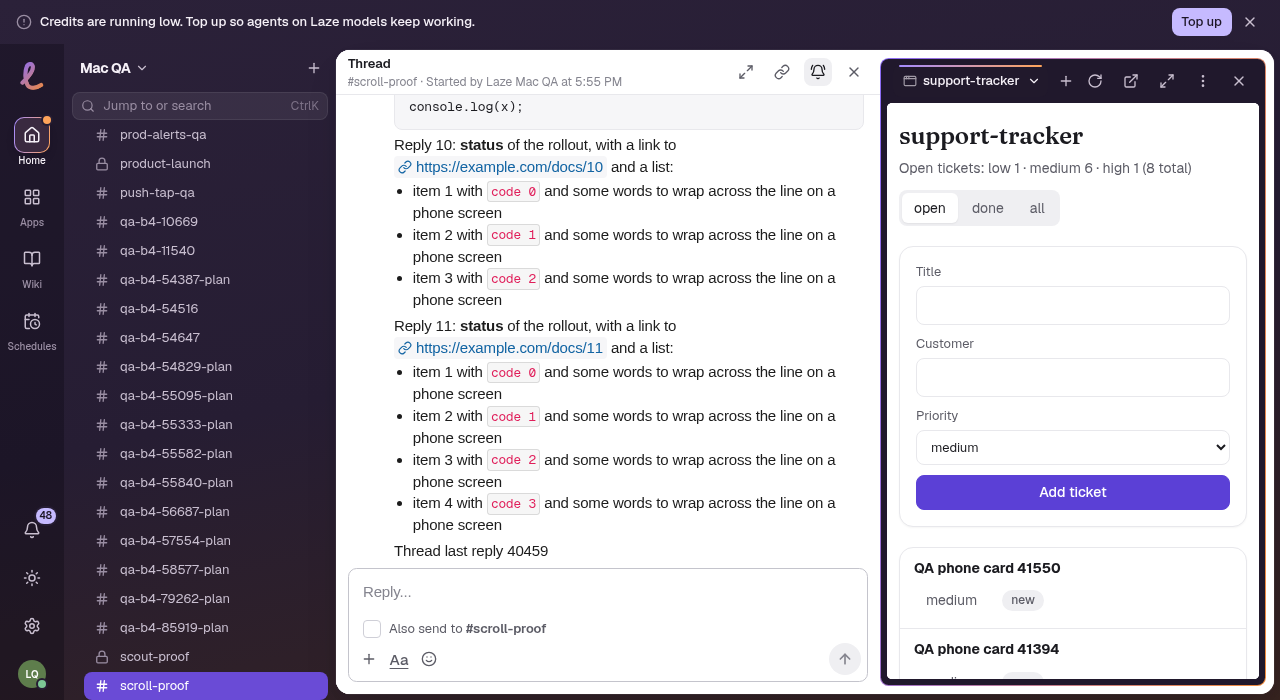 Credits are running low. Top up so agents on Laze models keep working.
Top up
Home
Apps
Wiki
Schedules
48
LQ
Mac QA
Jump to or search
CtrlK
prod-alerts-qa
product-launch
push-tap-qa
qa-b4-10669
qa-b4-11540
qa-b4-54387-plan
qa-b4-54516
qa-b4-54647
qa-b4-54829-plan
qa-b4-55095-plan
qa-b4-55333-plan
qa-b4-55582-plan
qa-b4-55840-plan
qa-b4-56687-plan
qa-b4-57554-plan
qa-b4-58577-plan
qa-b4-79262-plan
qa-b4-85919-plan
scout-proof
scroll-proof
Thread
#scroll-proof · Started by Laze Mac QA at 5:55 PM
console.log(x);
Reply 10: status of the rollout, with a link to
https://example.com/docs/10 and a list:
item 1 with code 0 and some words to wrap across the line on a
phone screen
item 2 with code 1 and some words to wrap across the line on a
phone screen
item 3 with code 2 and some words to wrap across the line on a
phone screen
Reply 11: status of the rollout, with a link to
https://example.com/docs/11 and a list:
item 1 with code 0 and some words to wrap across the line on a
phone screen
item 2 with code 1 and some words to wrap across the line on a
phone screen
item 3 with code 2 and some words to wrap across the line on a
phone screen
item 4 with code 3 and some words to wrap across the line on a
phone screen
Thread last reply 40459
Reply...
Also send to #scroll-proof
Aa
support-tracker
support-tracker
Open tickets: low 1 · medium 6 · high 1 (8 total)
open done all
Title
Customer
Priority
medium
Add ticket
QA phone card 41550
medium new
QA phone card 41394